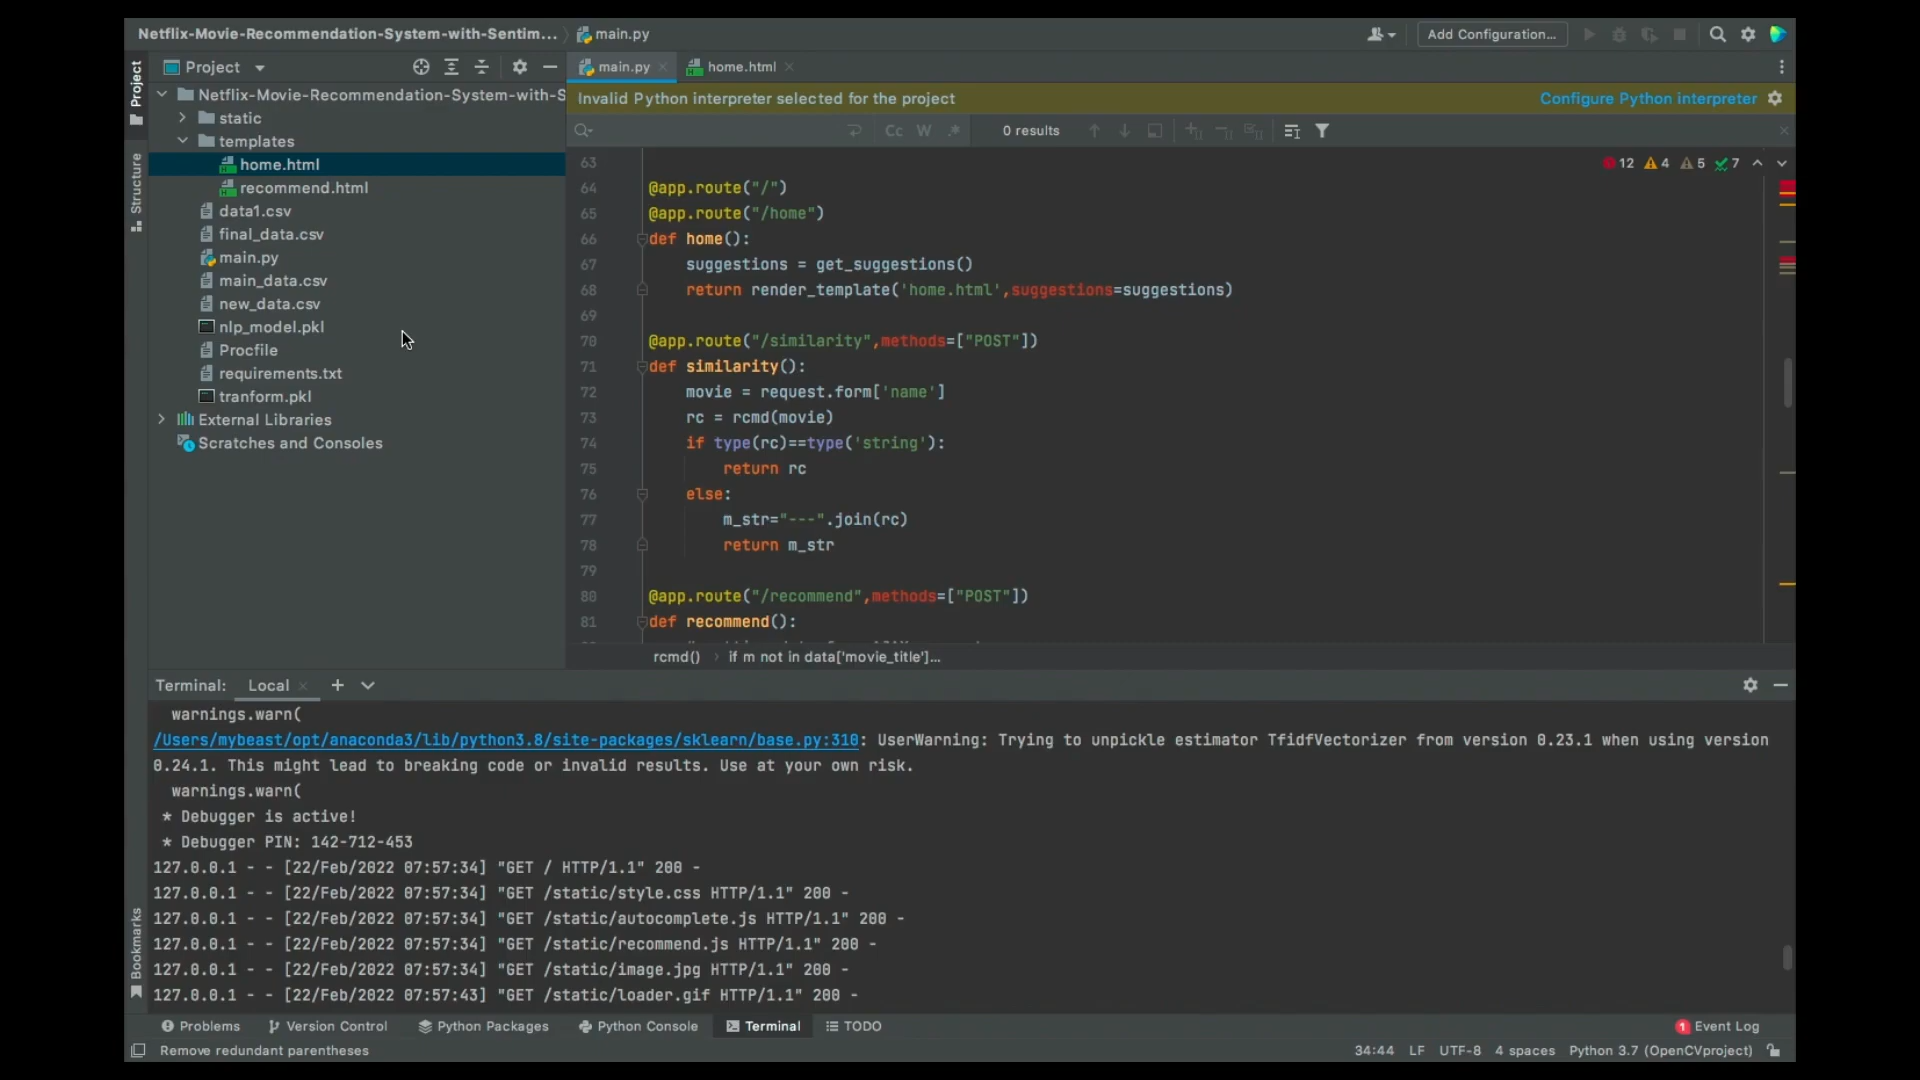 Netflix-Movie-Recommendation-System-with-Sentim... main.py
Add Configuration...
Project
main.py
home.html
Netflix-Movie-Recommendation-System-with-S
static
templates
home.html
recommend.html
data1.csv
final_data.csv
main.py
main_data.csv
new_data.csv
nlp_model.pkl
Procfile
requirements.txt
tranform.pkl
External Libraries
Scratches and Consoles
Project
Structure
Bookmarks
Invalid Python interpreter selected for the project
Configure Python interpreter
Cc W .* 0 results
12 4 5 7
63
64 @app.route("/")
65 @app.route("/home")
66 def home():
67 suggestions = get_suggestions()
68 return render_template('home.html',suggestions=suggestions)
69
70 @app.route("/similarity",methods=["POST"])
71 def similarity():
72 movie = request.form['name']
73 rc = rcmd(movie)
74 if type(rc)==type('string'):
75 return rc
76 else:
77 m_str="---".join(rc)
78 return m_str
79
80 @app.route("/recommend",methods=["POST"])
81 def recommend():
rcmd() if m not in data['movie_title']...
Terminal: Local
warnings.warn(
/Users/mybeast/opt/anaconda3/lib/python3.8/site-packages/sklearn/base.py:310: UserWarning: Trying to unpickle estimator TfidfVectorizer from version 0.23.1 when using version
0.24.1. This might lead to breaking code or invalid results. Use at your own risk.
warnings.warn(
* Debugger is active!
* Debugger PIN: 142-712-453
127.0.0.1 - - [22/Feb/2022 07:57:34] "GET / HTTP/1.1" 200 -
127.0.0.1 - - [22/Feb/2022 07:57:34] "GET /static/style.css HTTP/1.1" 200 -
127.0.0.1 - - [22/Feb/2022 07:57:34] "GET /static/autocomplete.js HTTP/1.1" 200 -
127.0.0.1 - - [22/Feb/2022 07:57:34] "GET /static/recommend.js HTTP/1.1" 200 -
127.0.0.1 - - [22/Feb/2022 07:57:34] "GET /static/image.jpg HTTP/1.1" 200 -
127.0.0.1 - - [22/Feb/2022 07:57:43] "GET /static/loader.gif HTTP/1.1" 200 -
Problems Version Control Python Packages Python Console Terminal TODO
1 Event Log
Remove redundant parentheses
34:44 LF UTF-8 4 spaces Python 3.7 (OpenCVproject)